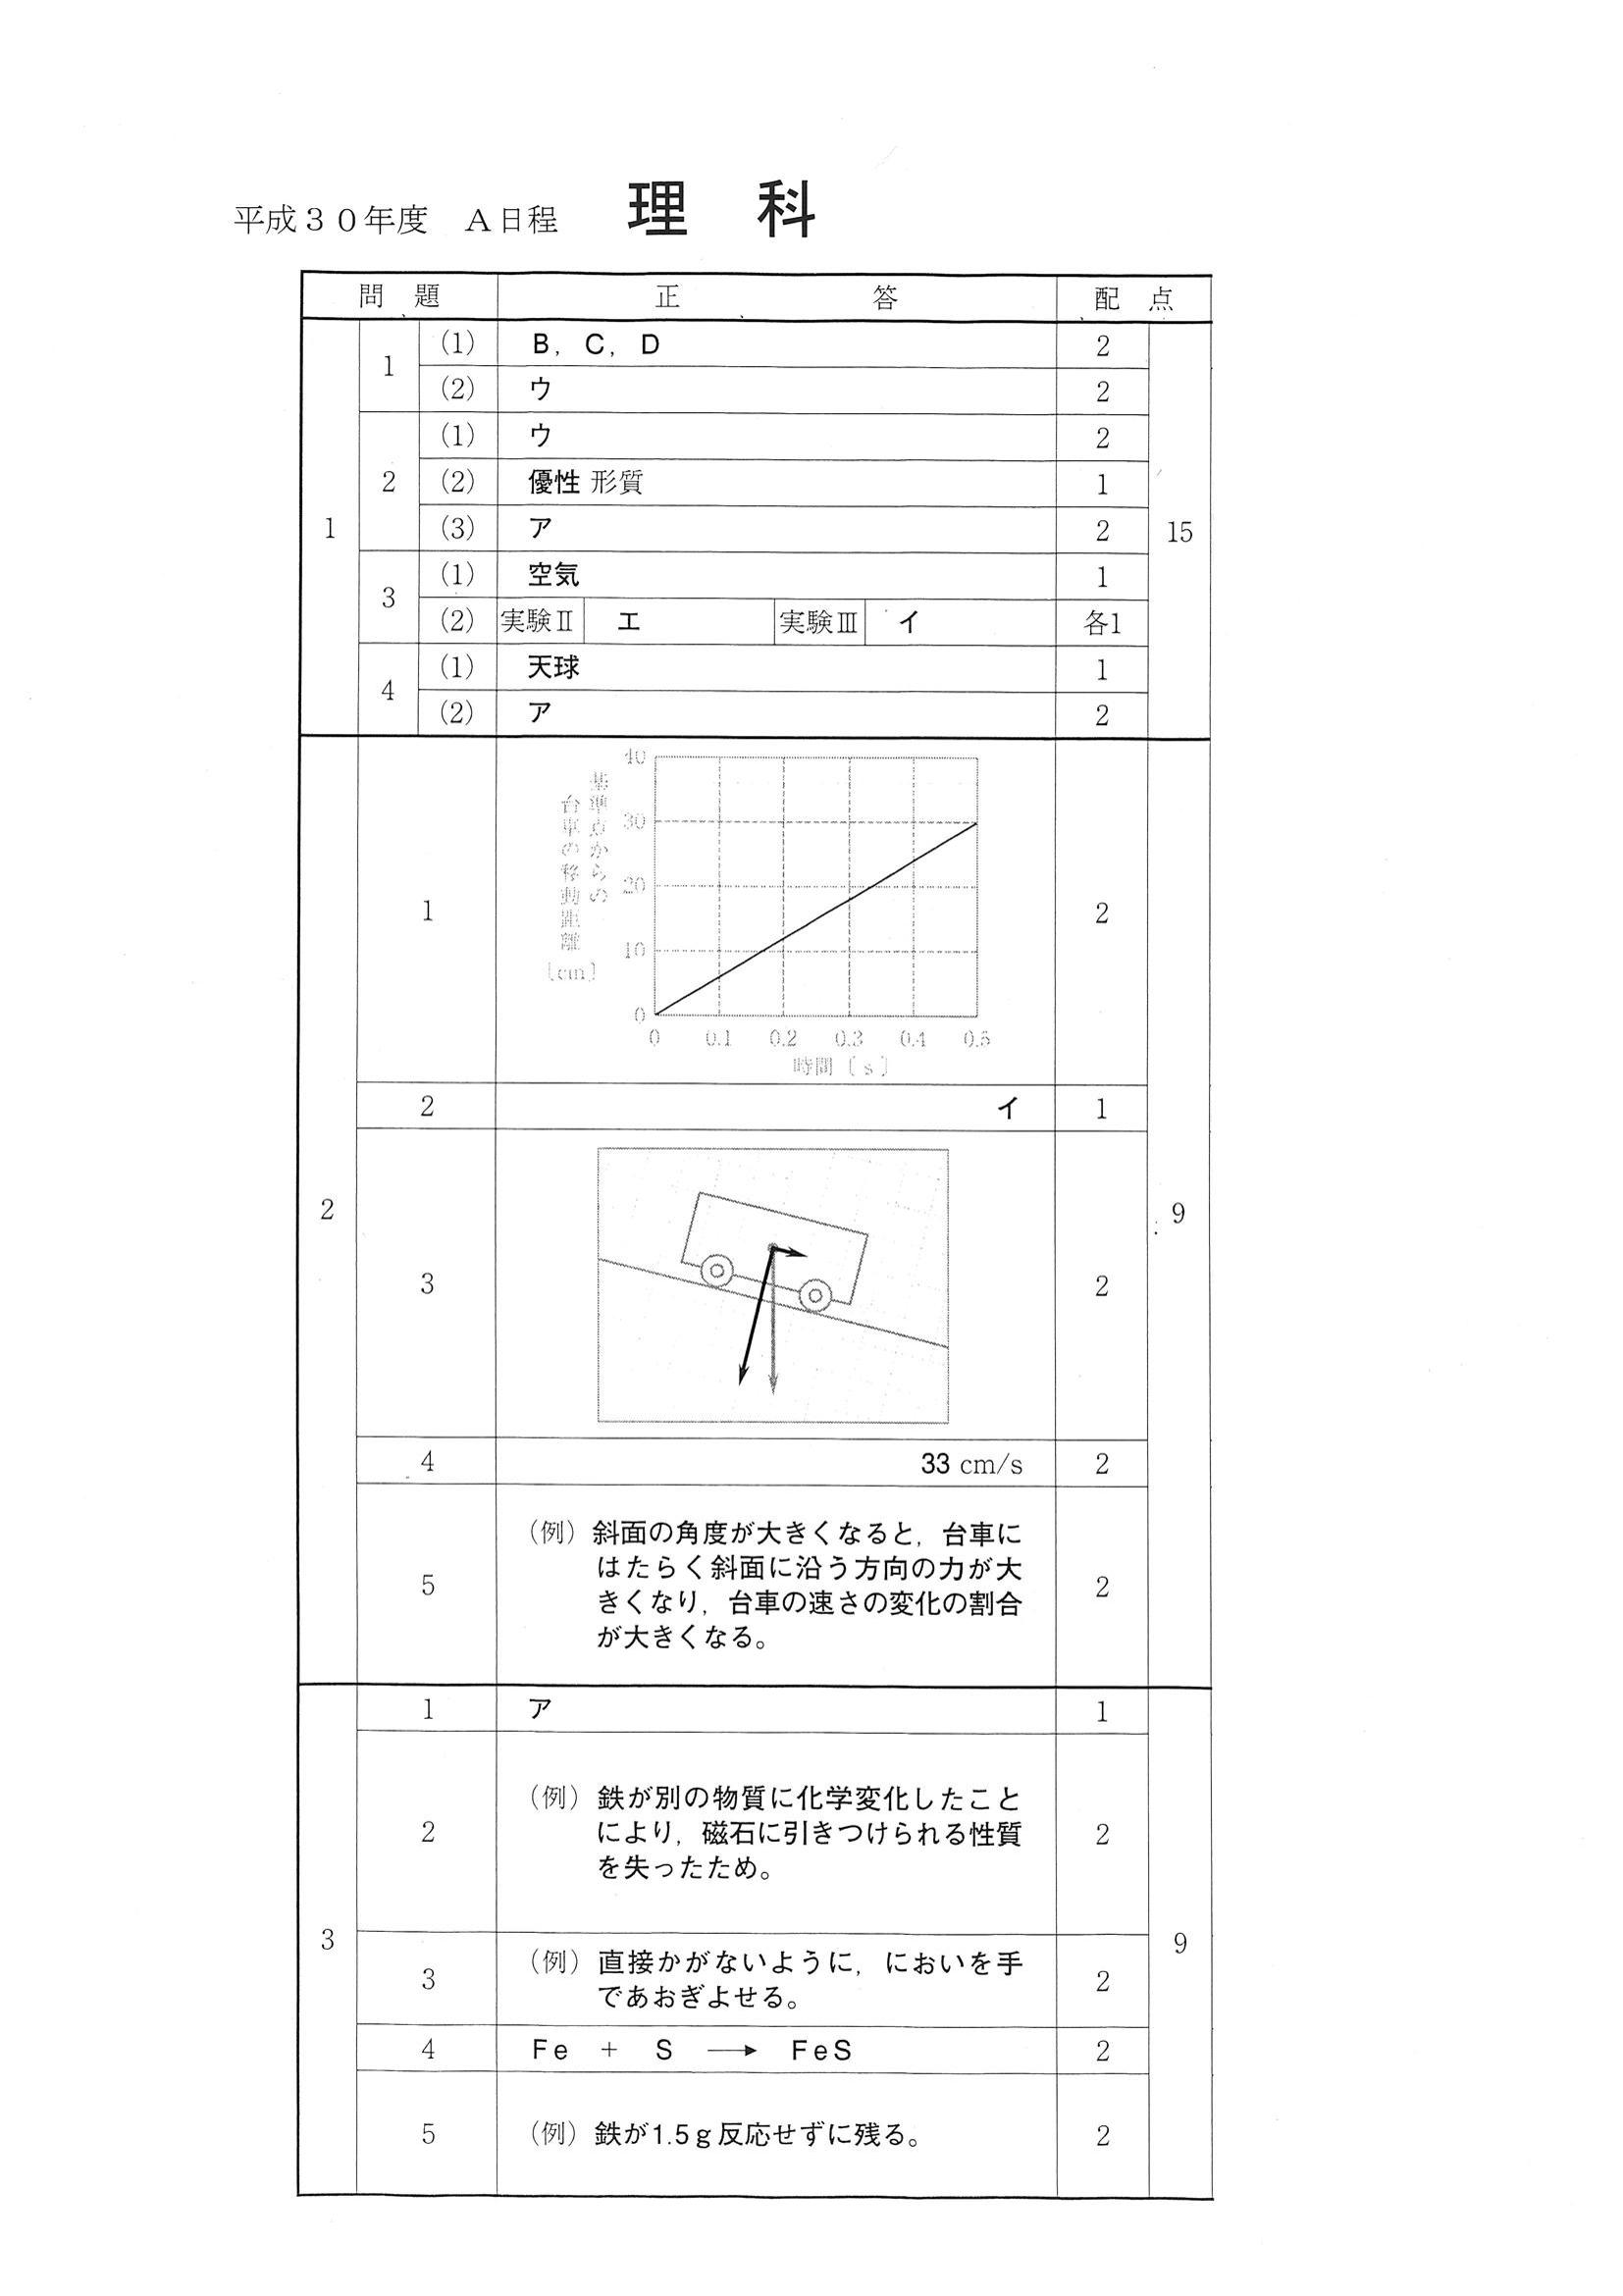 平成３０年度　Ａ日程　理　科
問　題　正　答　配　点
1　1　(1)　B，C，D　2　15
(2)　ウ　2
2　(1)　ウ　2
(2)　優性 形質　1
(3)　ア　2
3　(1)　空気　1
(2)　実験Ⅱ　エ　実験Ⅲ　イ　各1
4　(1)　天球　1
(2)　ア　2
2　1　2　9
基準点からの
台車の移動距離
〔cm〕
40
30
20
10
0
0　0.1　0.2　0.3　0.4　0.5
時間〔s〕
2　イ　1
3　2
4　33 cm/s　2
5　（例）斜面の角度が大きくなると，台車に
はたらく斜面に沿う方向の力が大
きくなり，台車の速さの変化の割合
が大きくなる。
2
3　1　ア　1　9
2　（例）鉄が別の物質に化学変化したこと
により，磁石に引きつけられる性質
を失ったため。
2
3　（例）直接かがないように，においを手
であおぎよせる。
2
4　Fe　+　S　⟶　FeS　2
5　（例）鉄が1.5ｇ反応せずに残る。　2